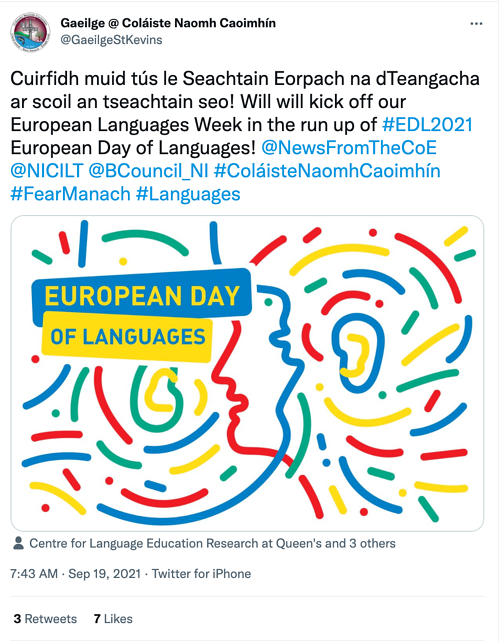 Gaeilge @ Coláiste Naomh Caoimhín
@GaeilgeStKevins
Cuirfidh muid tús le Seachtain Eorpach na dTeangacha
ar scoil an tseachtain seo! Will will kick off our
European Languages Week in the run up of #EDL2021
European Day of Languages! @NewsFromTheCoE
@NICILT @BCouncil_NI #ColáisteNaomhCaoimhín
#FearManach #Languages
EUROPEAN DAY
OF LANGUAGES
Centre for Language Education Research at Queen's and 3 others
7:43 AM · Sep 19, 2021 · Twitter for iPhone
3 Retweets 7 Likes